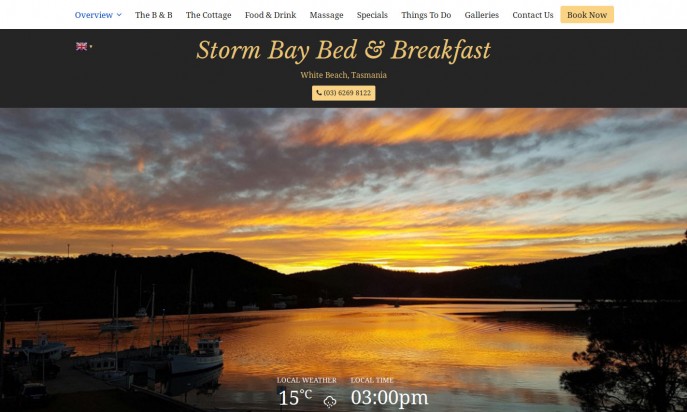 Overview The B & B The Cottage Food & Drink Massage Specials Things To Do Galleries Contact Us Book Now
Storm Bay Bed & Breakfast
White Beach, Tasmania
(03) 6269 8122
LOCAL WEATHER LOCAL TIME
15°C 03:00pm